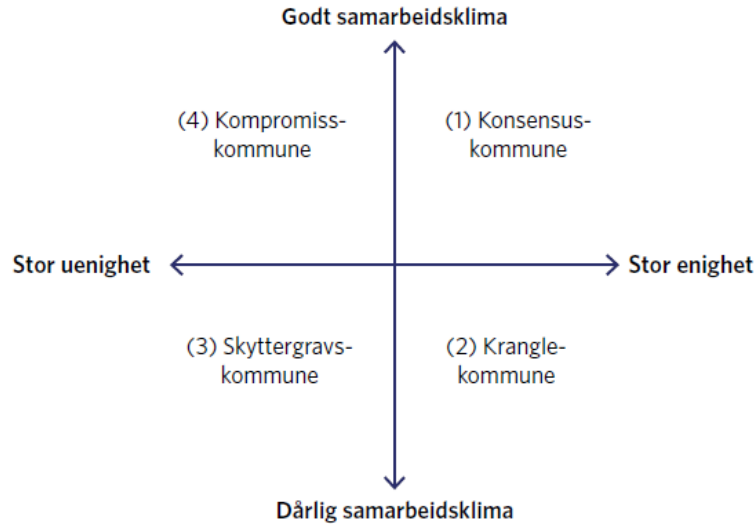 Godt samarbeidsklima
(4) Kompromiss-
kommune
(1) Konsensus-
kommune
Stor uenighet
Stor enighet
(3) Skyttergravs-
kommune
(2) Krangle-
kommune
Dårlig samarbeidsklima